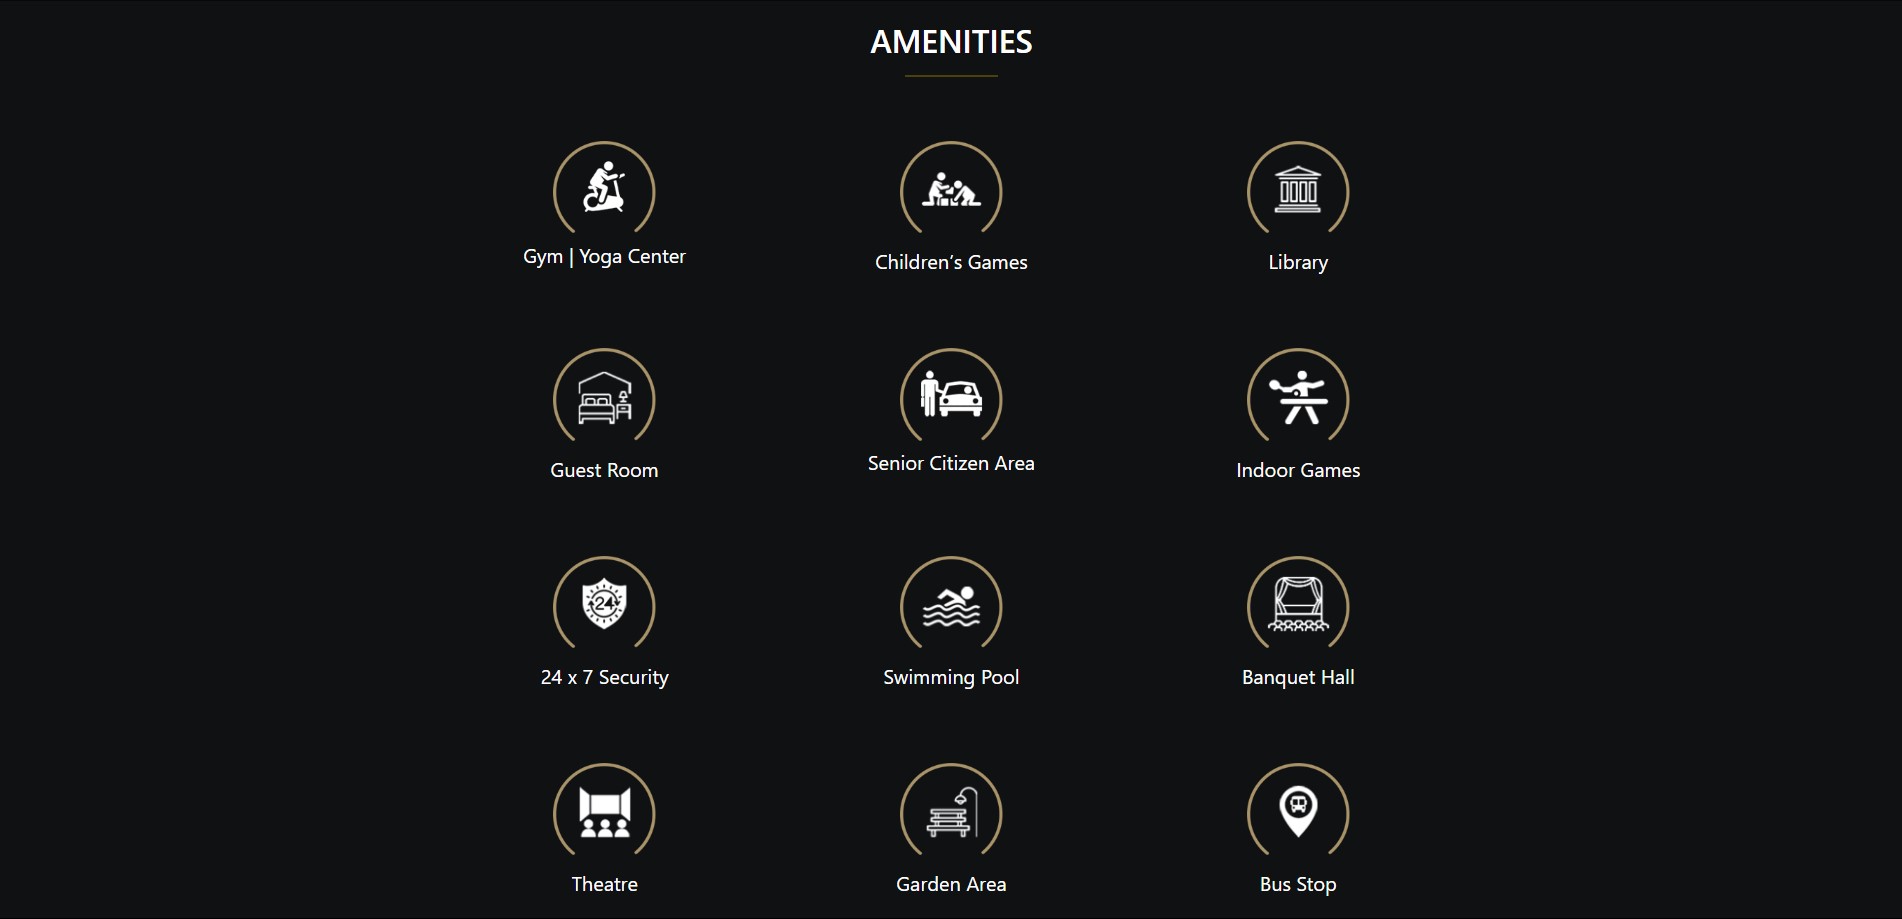 AMENITIES
Gym | Yoga Center
Children’s Games
Library
Guest Room
Senior Citizen Area
Indoor Games
24
24 x 7 Security
Swimming Pool
Banquet Hall
Theatre
Garden Area
Bus Stop